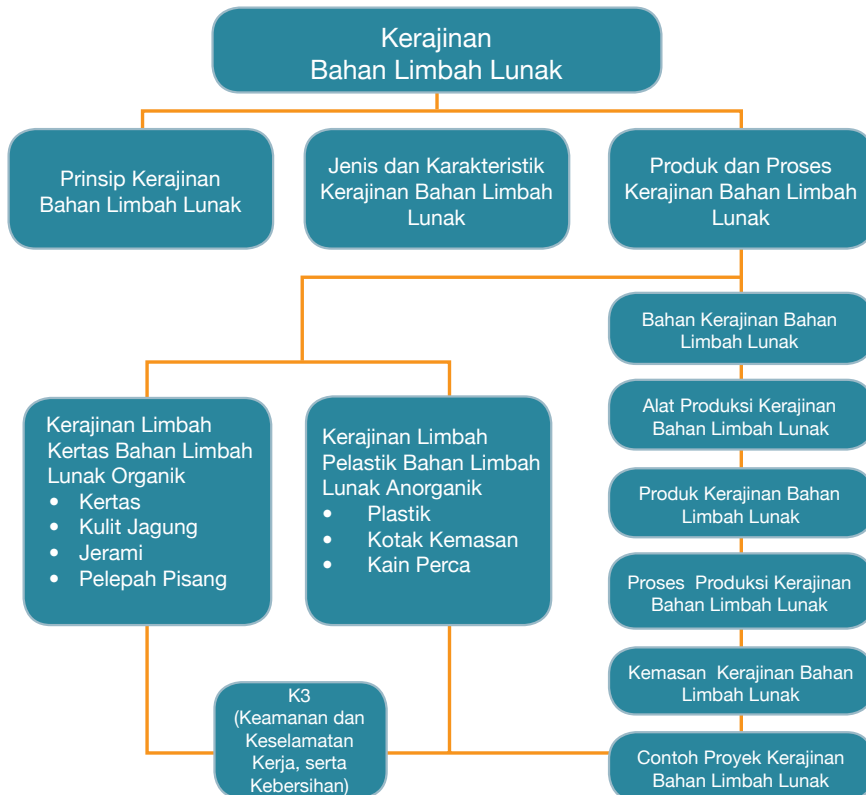 Kerajinan
Bahan Limbah Lunak
Prinsip Kerajinan
Bahan Limbah Lunak
Jenis dan Karakteristik
Kerajinan Bahan Limbah
Lunak
Produk dan Proses
Kerajinan Bahan Limbah
Lunak
Kerajinan Limbah
Kertas Bahan Limbah
Lunak Organik
• Kertas
• Kulit Jagung
• Jerami
• Pelepah Pisang
Kerajinan Limbah
Pelastik Bahan Limbah
Lunak Anorganik
• Plastik
• Kotak Kemasan
• Kain Perca
Bahan Kerajinan Bahan
Limbah Lunak
Alat Produksi Kerajinan
Bahan Limbah Lunak
Produk Kerajinan Bahan
Limbah Lunak
Proses Produksi Kerajinan
Bahan Limbah Lunak
Kemasan Kerajinan Bahan
Limbah Lunak
Contoh Proyek Kerajinan
Bahan Limbah Lunak
K3
(Keamanan dan
Keselamatan
Kerja, serta
Kebersihan)